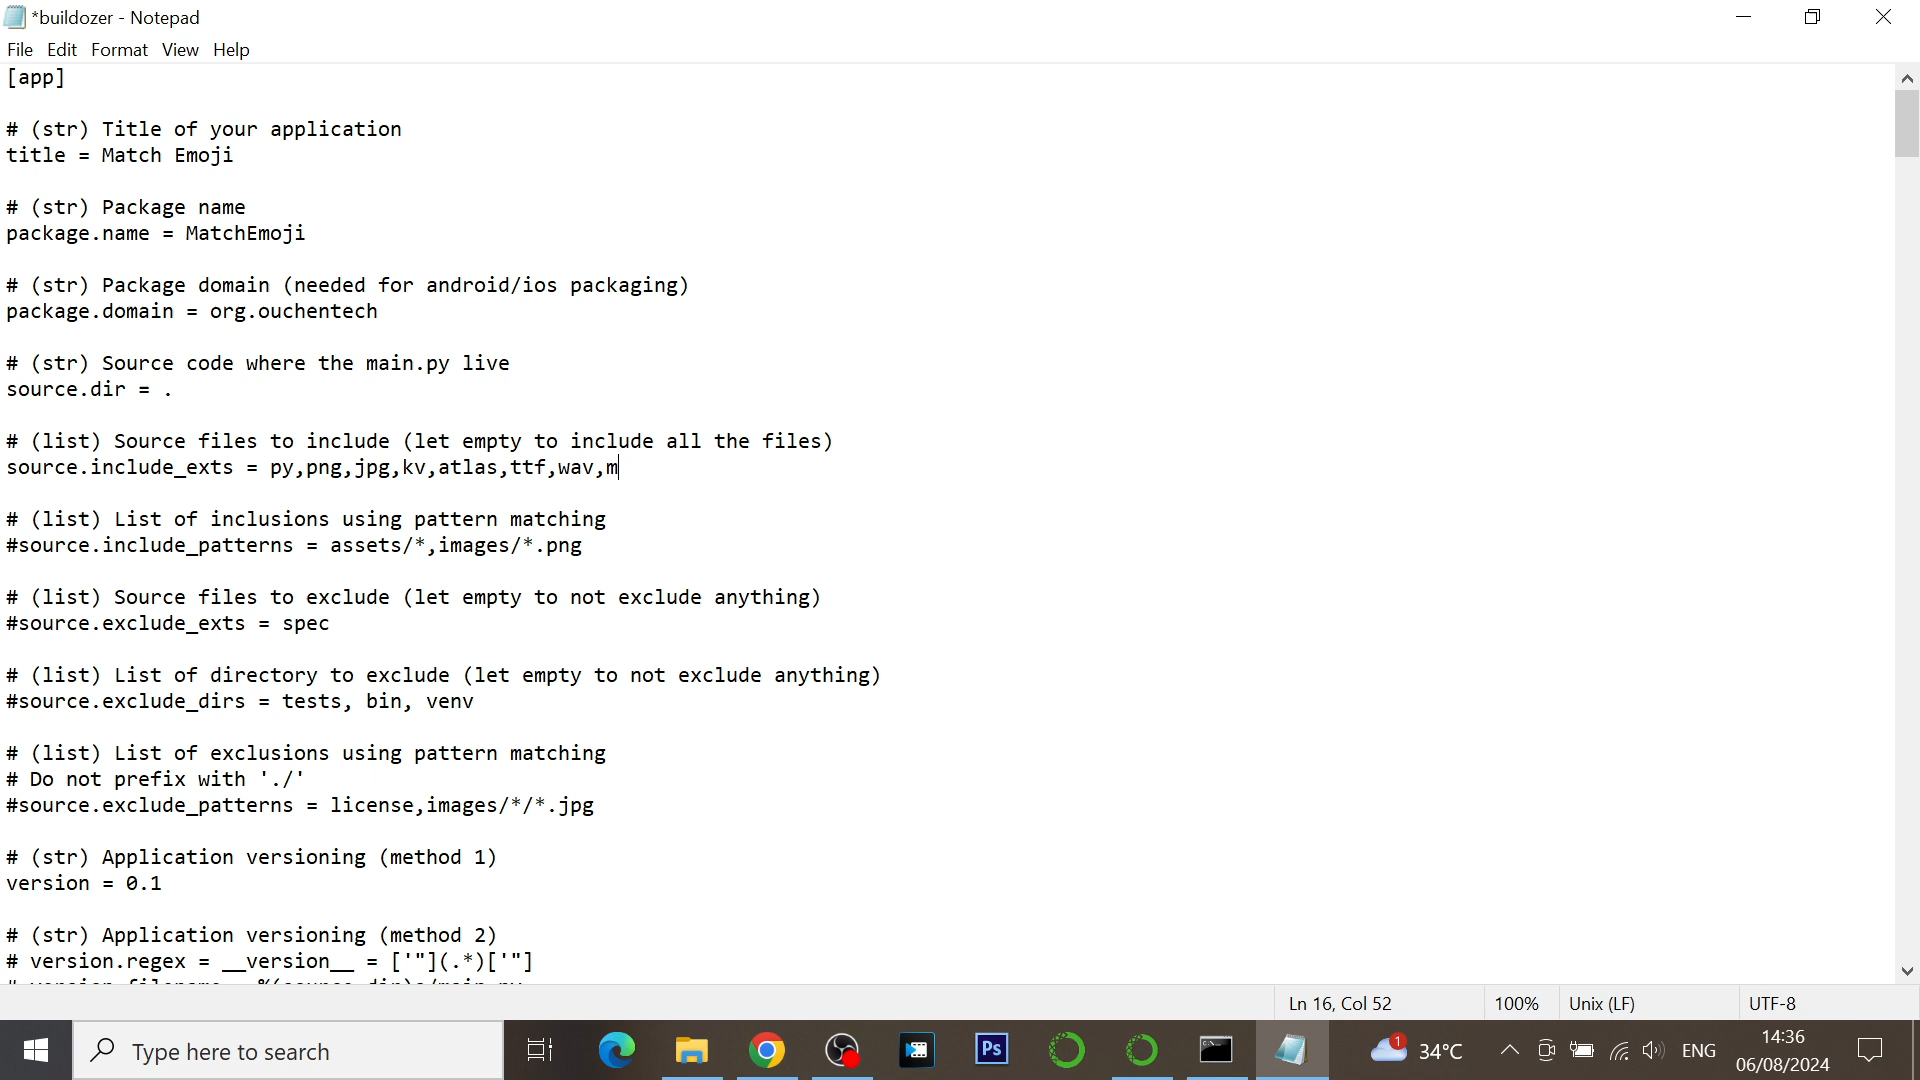 *buildozer - Notepad
File Edit Format View Help
[app]
# (str) Title of your application
title = Match Emoji
# (str) Package name
package.name = MatchEmoji
# (str) Package domain (needed for android/ios packaging)
package.domain = org.ouchentech
# (str) Source code where the main.py live
source.dir = .
# (list) Source files to include (let empty to include all the files)
source.include_exts = py,png,jpg,kv,atlas,ttf,wav,m
# (list) List of inclusions using pattern matching
#source.include_patterns = assets/*,images/*.png
# (list) Source files to exclude (let empty to not exclude anything)
#source.exclude_exts = spec
# (list) List of directory to exclude (let empty to not exclude anything)
#source.exclude_dirs = tests, bin, venv
# (list) List of exclusions using pattern matching
# Do not prefix with './'
#source.exclude_patterns = license,images/*/*.jpg
# (str) Application versioning (method 1)
version = 0.1
# (str) Application versioning (method 2)
# version.regex = __version__ = ['"](.*)['"]
Ln 16, Col 52 100% Unix (LF) UTF-8
Type here to search
Ps
1
34°C
ENG
14:36
06/08/2024